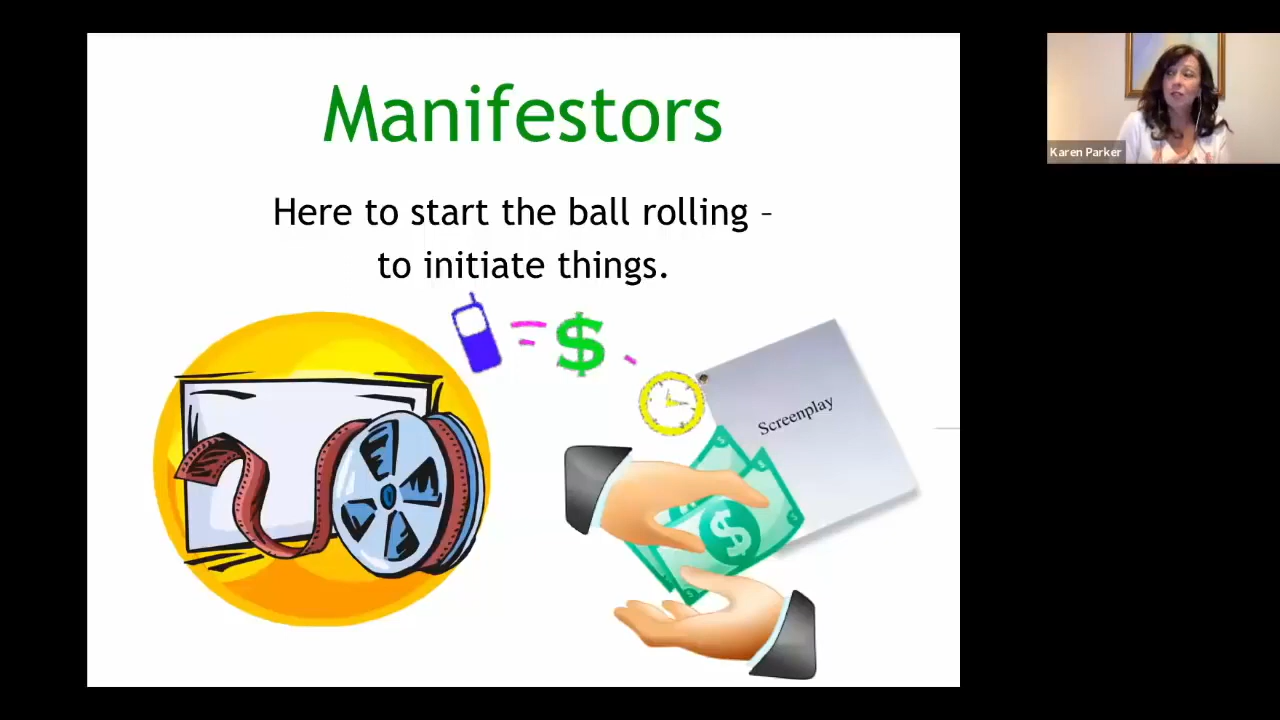 Manifestors
Here to start the ball rolling –
to initiate things.
$
Screenplay
$
$
$
$
Karen Parker